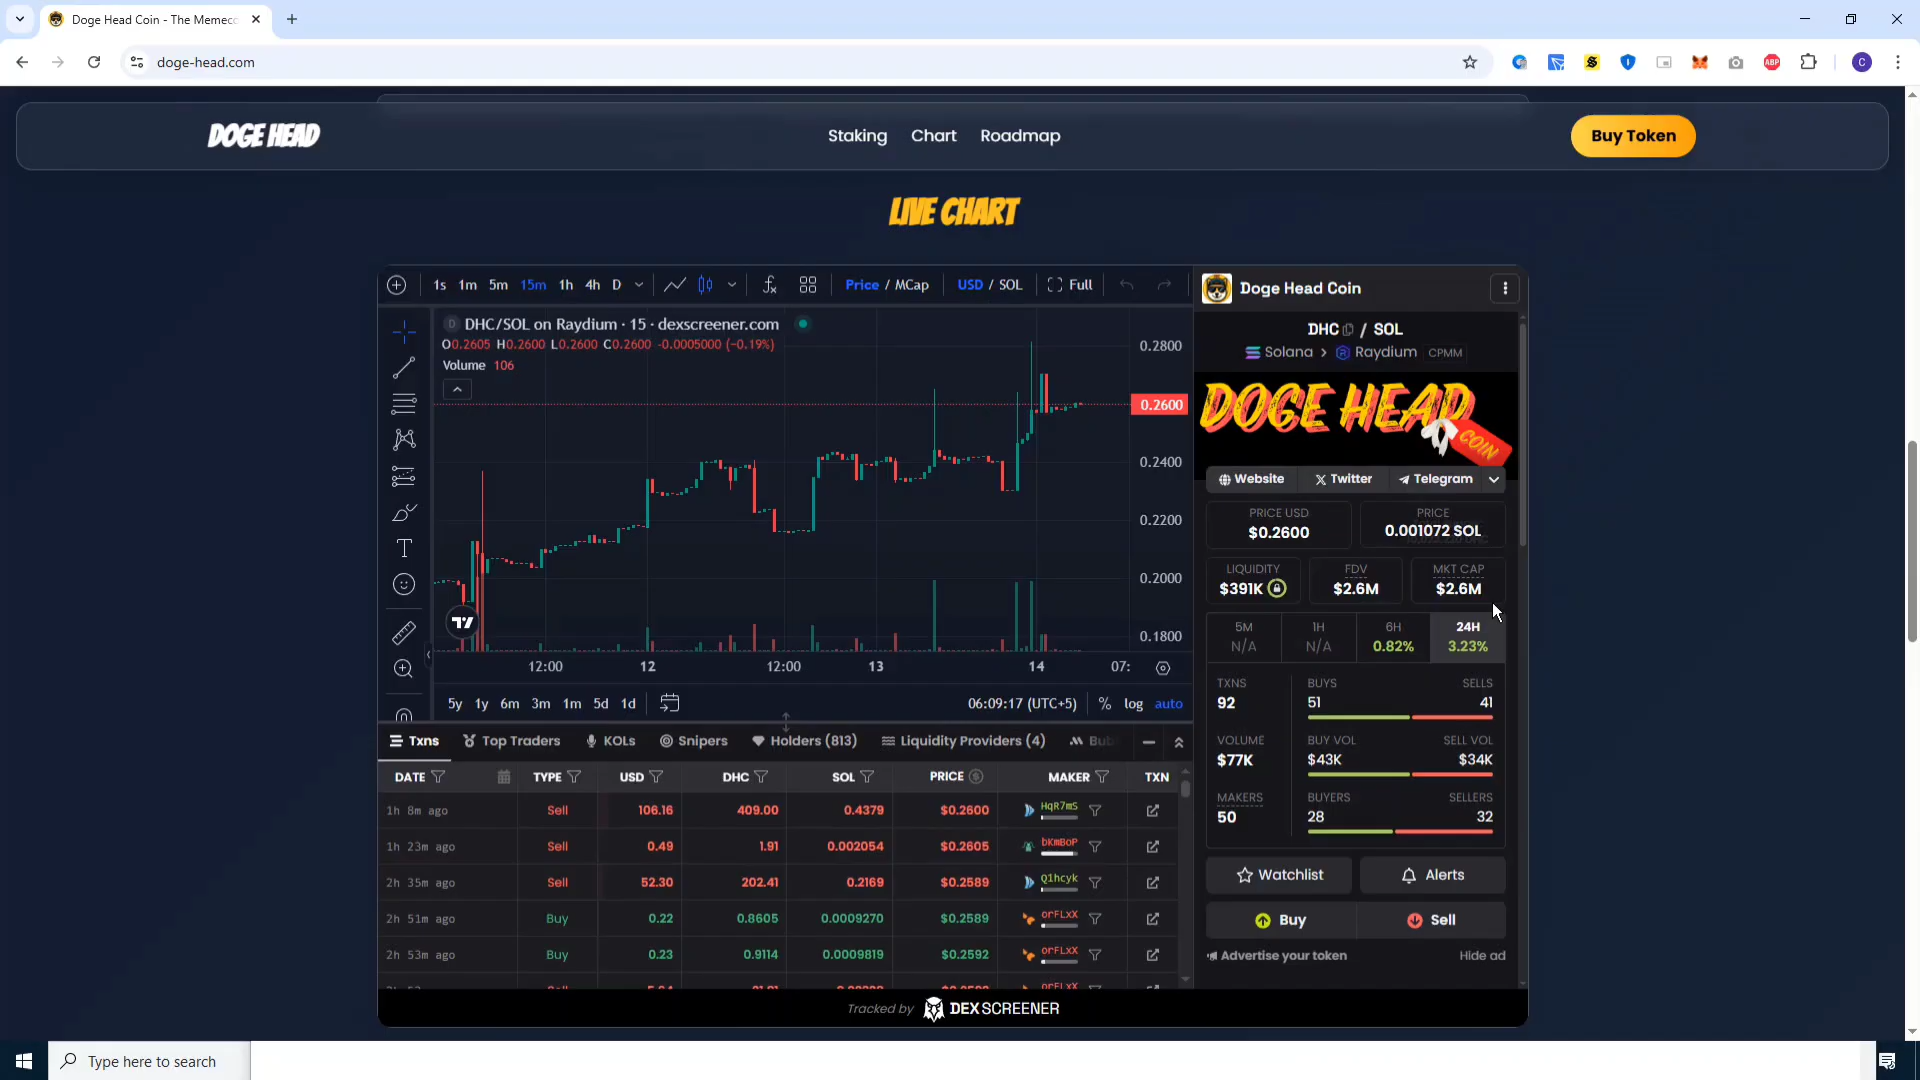 Doge Head Coin - The Memeco
doge-head.com
C
ABP
DOGE HEAD
Staking
Chart
Roadmap
Buy Token
LIVE CHART
1s 1m 5m 15m 1h 4h D
Price / MCap
USD / SOL
Full
D DHC/SOL on Raydium · 15 · dexscreener.com
O0.2605 H0.2600 L0.2600 C0.2600 -0.0005000 (−0.19%)
Volume 106
0.2800
0.2600
0.2400
0.2200
0.2000
0.1800
12:00 12 12:00 13 14 07:
5y 1y 6m 3m 1m 5d 1d
06:09:17 (UTC+5) % log auto
Doge Head Coin
DHC / SOL
Solana > Raydium CPMM
DOGE HEAD
COIN
Website Twitter Telegram
PRICE USD
$0.2600
PRICE
0.001072 SOL
LIQUIDITY
$391K
FDV
$2.6M
MKT CAP
$2.6M
5M
N/A
1H
N/A
6H
0.82%
24H
3.23%
TXNS
92
BUYS
51
SELLS
41
VOLUME
$77K
BUY VOL
$43K
SELL VOL
$34K
MAKERS
50
BUYERS
28
SELLERS
32
Watchlist
Alerts
Buy
Sell
Advertise your token
Hide ad
Txns Top Traders KOLs Snipers Holders (813) Liquidity Providers (4) Bub
DATE TYPE USD DHC SOL PRICE MAKER TXN
1h 8m ago Sell 106.16 409.00 0.4379 $0.2600 HqR7mS
1h 23m ago Sell 0.49 1.91 0.002054 $0.2605 bKmBoP
2h 35m ago Sell 52.30 202.41 0.2169 $0.2589 Q1hcyk
2h 51m ago Buy 0.22 0.8605 0.0009270 $0.2589 orFLxX
2h 53m ago Buy 0.23 0.9114 0.0009819 $0.2592 orFLxX
Tracked by DEX SCREENER
Type here to search